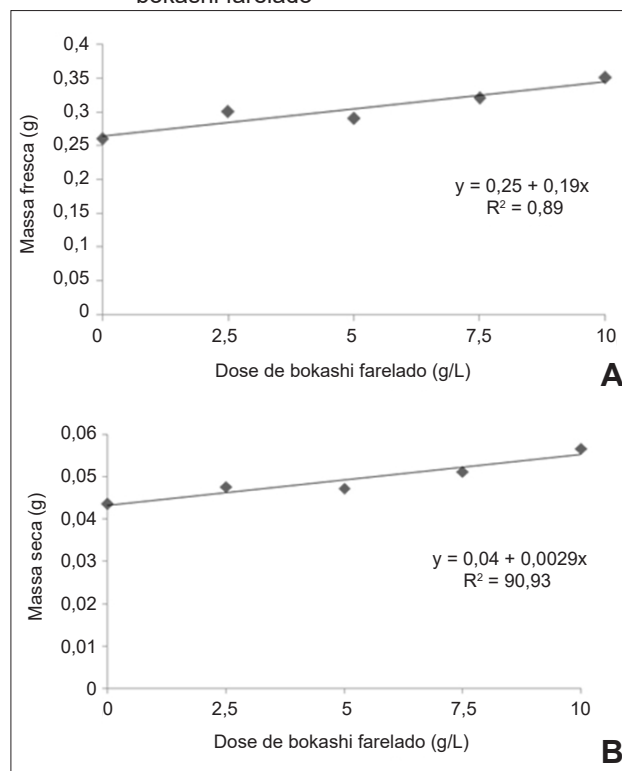 bokashi farelado
0,4
0,35
0,3
0,25
0,2
0,15
0,1
0,05
0
Massa fresca (g)
y = 0,25 + 0,19x
R² = 0,89
0 2,5 5 7,5 10
Dose de bokashi farelado (g/L)
A
0,06
0,05
0,04
0,03
0,02
0,01
0
Massa seca (g)
y = 0,04 + 0,0029x
R² = 90,93
0 2,5 5 7,5 10
Dose de bokashi farelado (g/L)
B